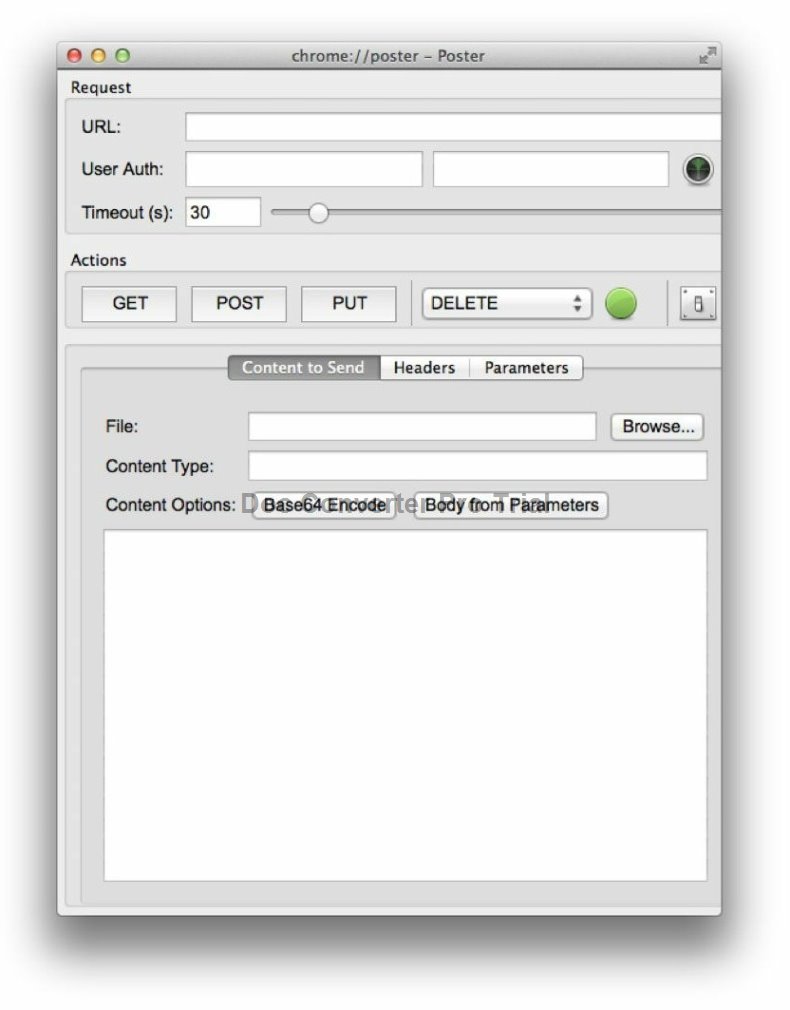 chrome://poster – Poster
Request
URL:
User Auth:
Timeout (s): 30
Actions
GET POST PUT DELETE
Content to Send Headers Parameters
File: Browse...
Content Type:
Content Options: Base64 Encode Body from Parameters
Doc Converter Pro Trial